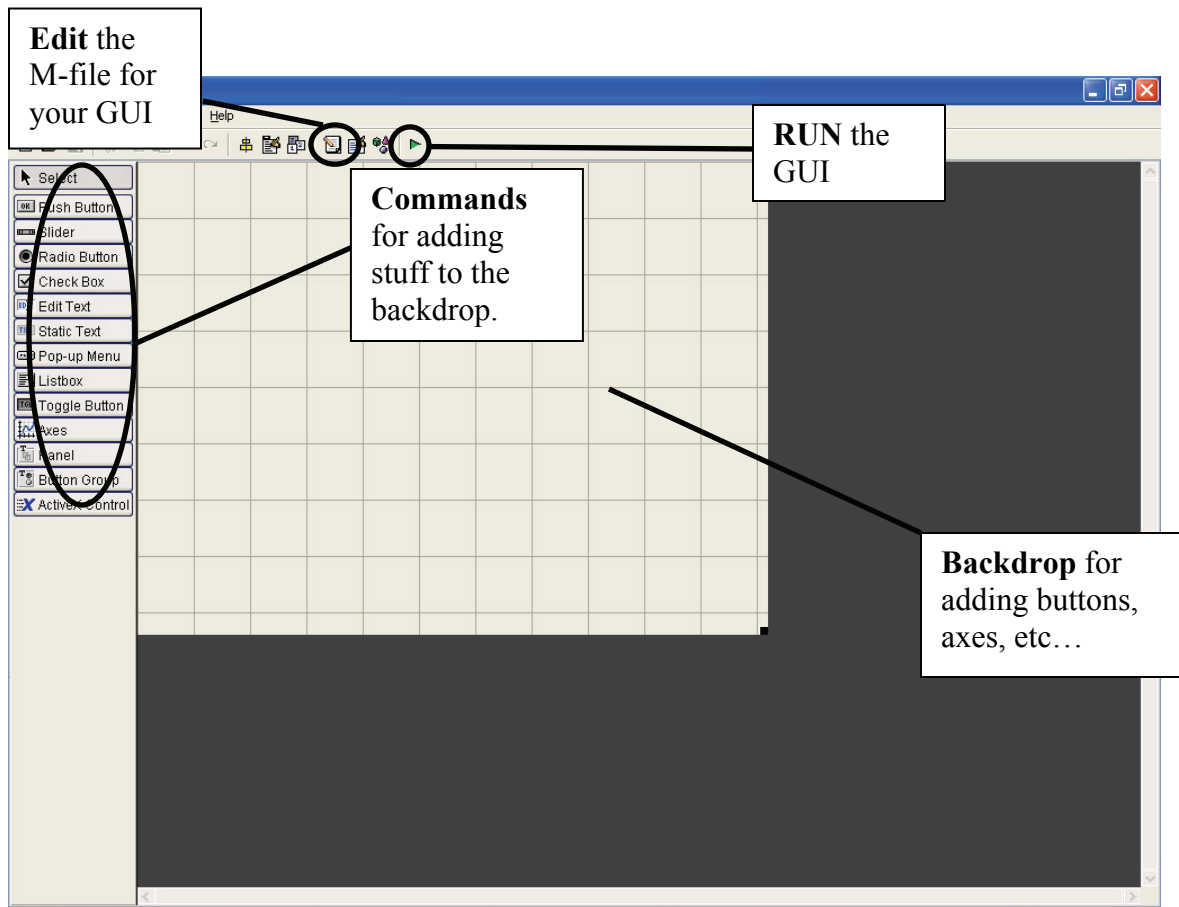 Edit the
M-file for
your GUI
Help
RUN the
GUI
Commands
for adding
stuff to the
backdrop.
Select
Push Button
Slider
Radio Button
Check Box
Edit Text
Static Text
Pop-up Menu
Listbox
Toggle Button
Axes
Panel
Button Group
ActiveX Control
Backdrop for
adding buttons,
axes, etc…